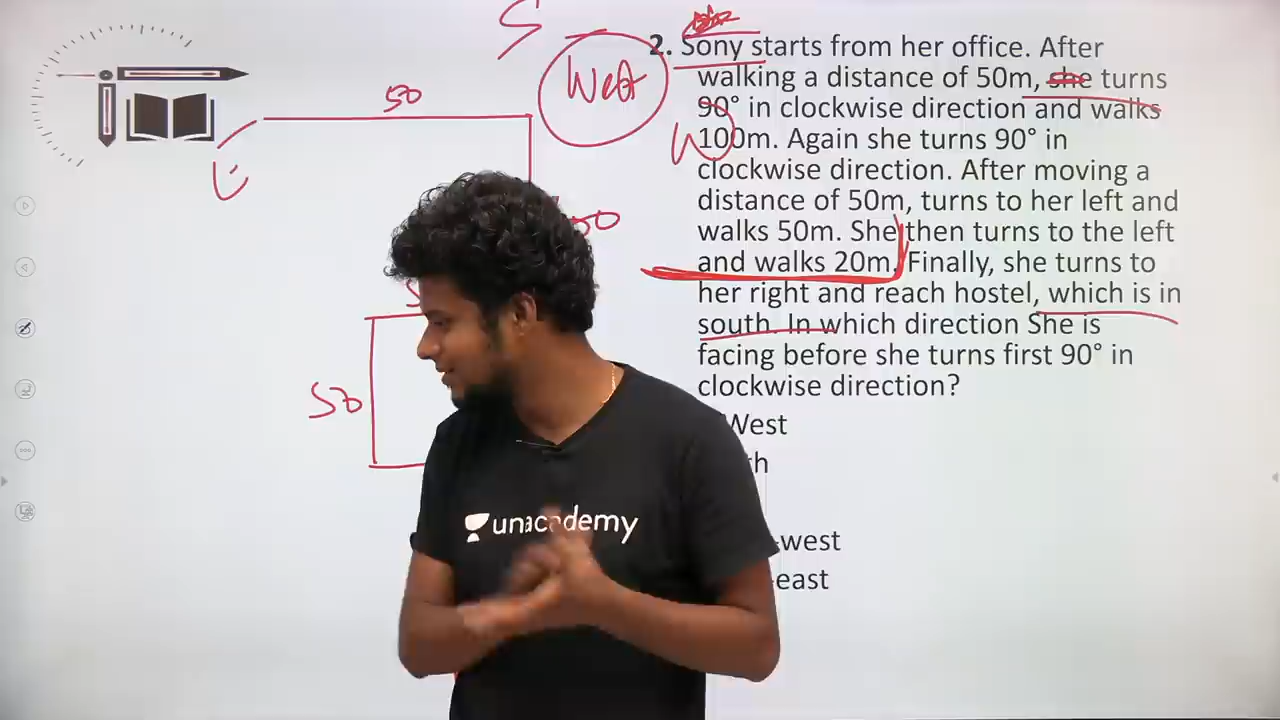 S
West
2. Sony starts from her office. After
walking a distance of 50m, she turns
90° in clockwise direction and walks
100m. Again she turns 90° in
clockwise direction. After moving a
distance of 50m, turns to her left and
walks 50m. She then turns to the left
and walks 20m. Finally, she turns to
her right and reach hostel, which is in
south. In which direction She is
facing before she turns first 90° in
clockwise direction?
West
west
east
50
W
50
unacademy